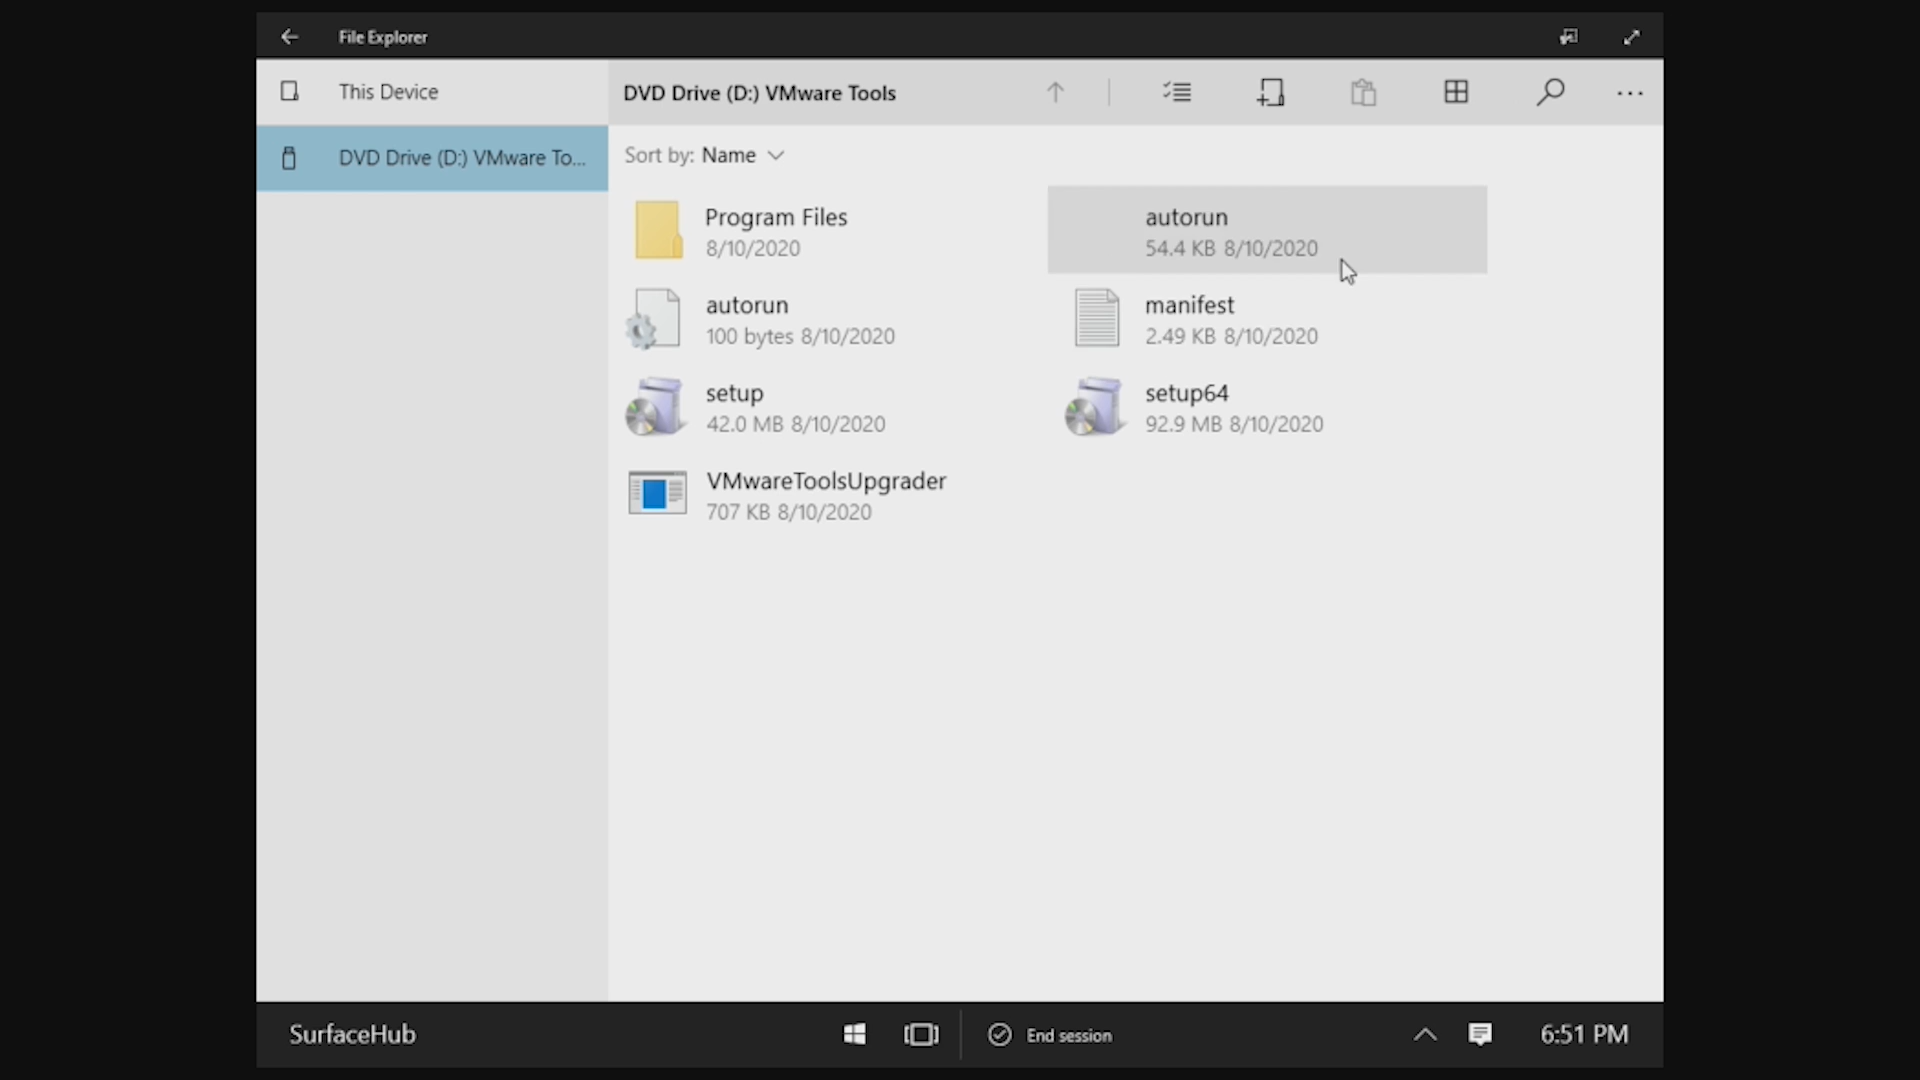 File Explorer
This Device
DVD Drive (D:) VMware To...
DVD Drive (D:) VMware Tools
Sort by: Name
Program Files
8/10/2020
autorun
54.4 KB 8/10/2020
autorun
100 bytes 8/10/2020
manifest
2.49 KB 8/10/2020
setup
42.0 MB 8/10/2020
setup64
92.9 MB 8/10/2020
VMwareToolsUpgrader
707 KB 8/10/2020
SurfaceHub
End session
6:51 PM